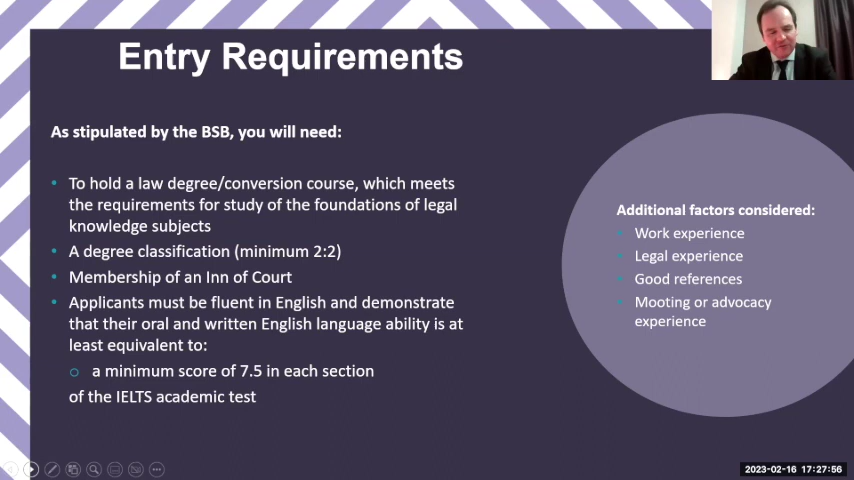 Entry Requirements
As stipulated by the BSB, you will need:
• To hold a law degree/conversion course, which meets
the requirements for study of the foundations of legal
knowledge subjects
• A degree classification (minimum 2:2)
• Membership of an Inn of Court
• Applicants must be fluent in English and demonstrate
that their oral and written English language ability is at
least equivalent to:
o a minimum score of 7.5 in each section
of the IELTS academic test
Additional factors considered:
• Work experience
• Legal experience
• Good references
• Mooting or advocacy
experience
2023-02-16 17:27:56